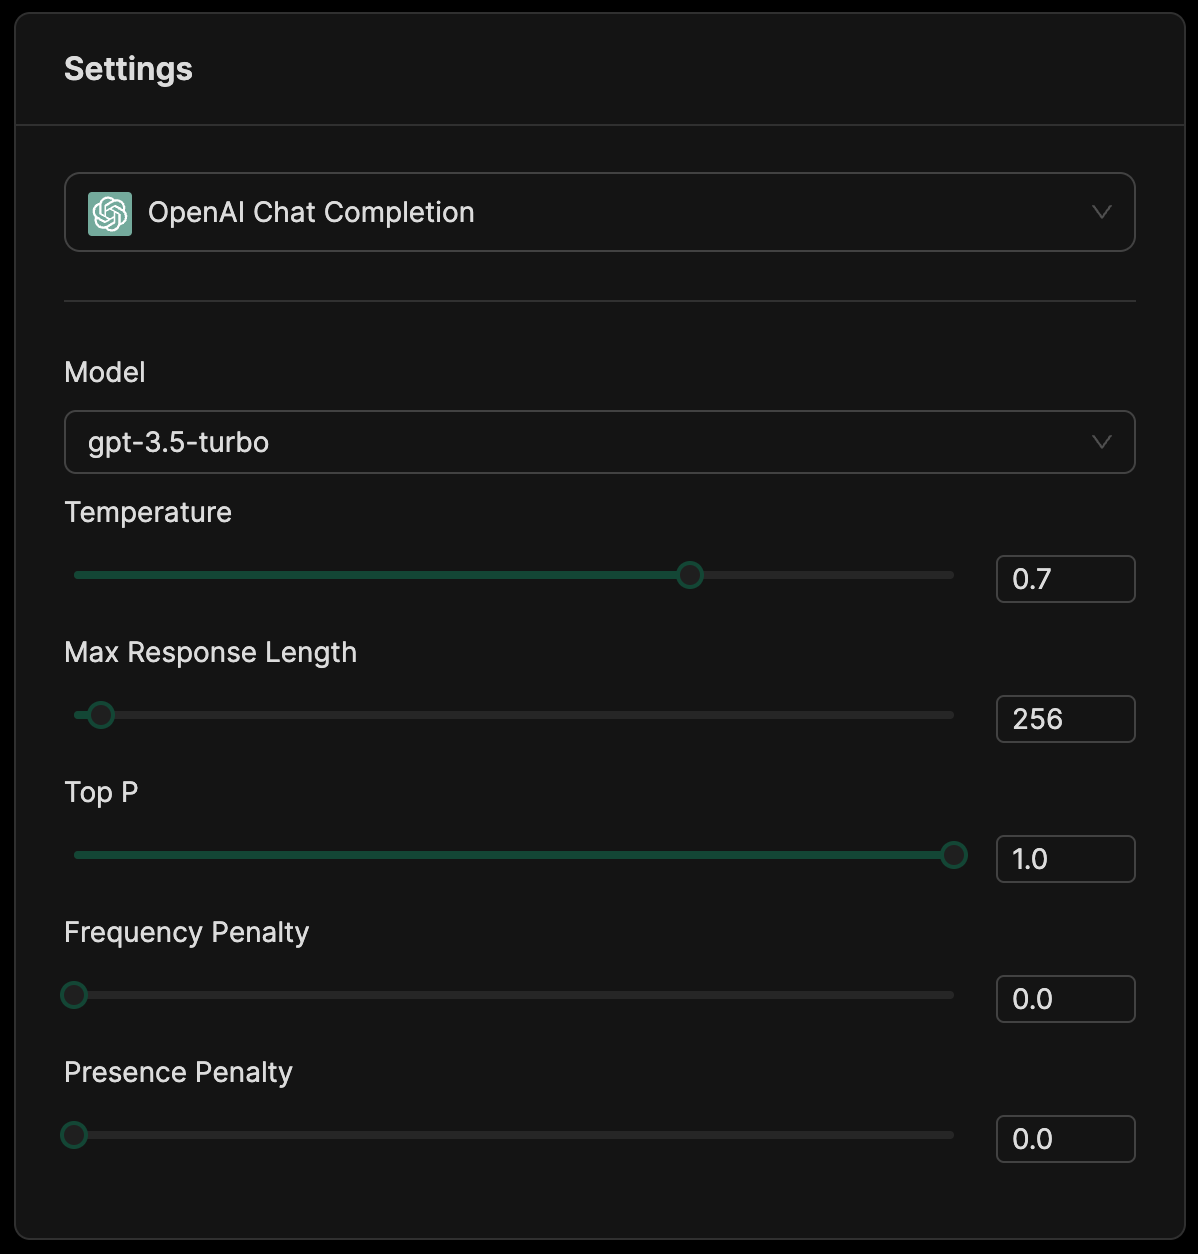 Settings
OpenAI Chat Completion
Model
gpt-3.5-turbo
Temperature
0.7
Max Response Length
256
Top P
1.0
Frequency Penalty
0.0
Presence Penalty
0.0